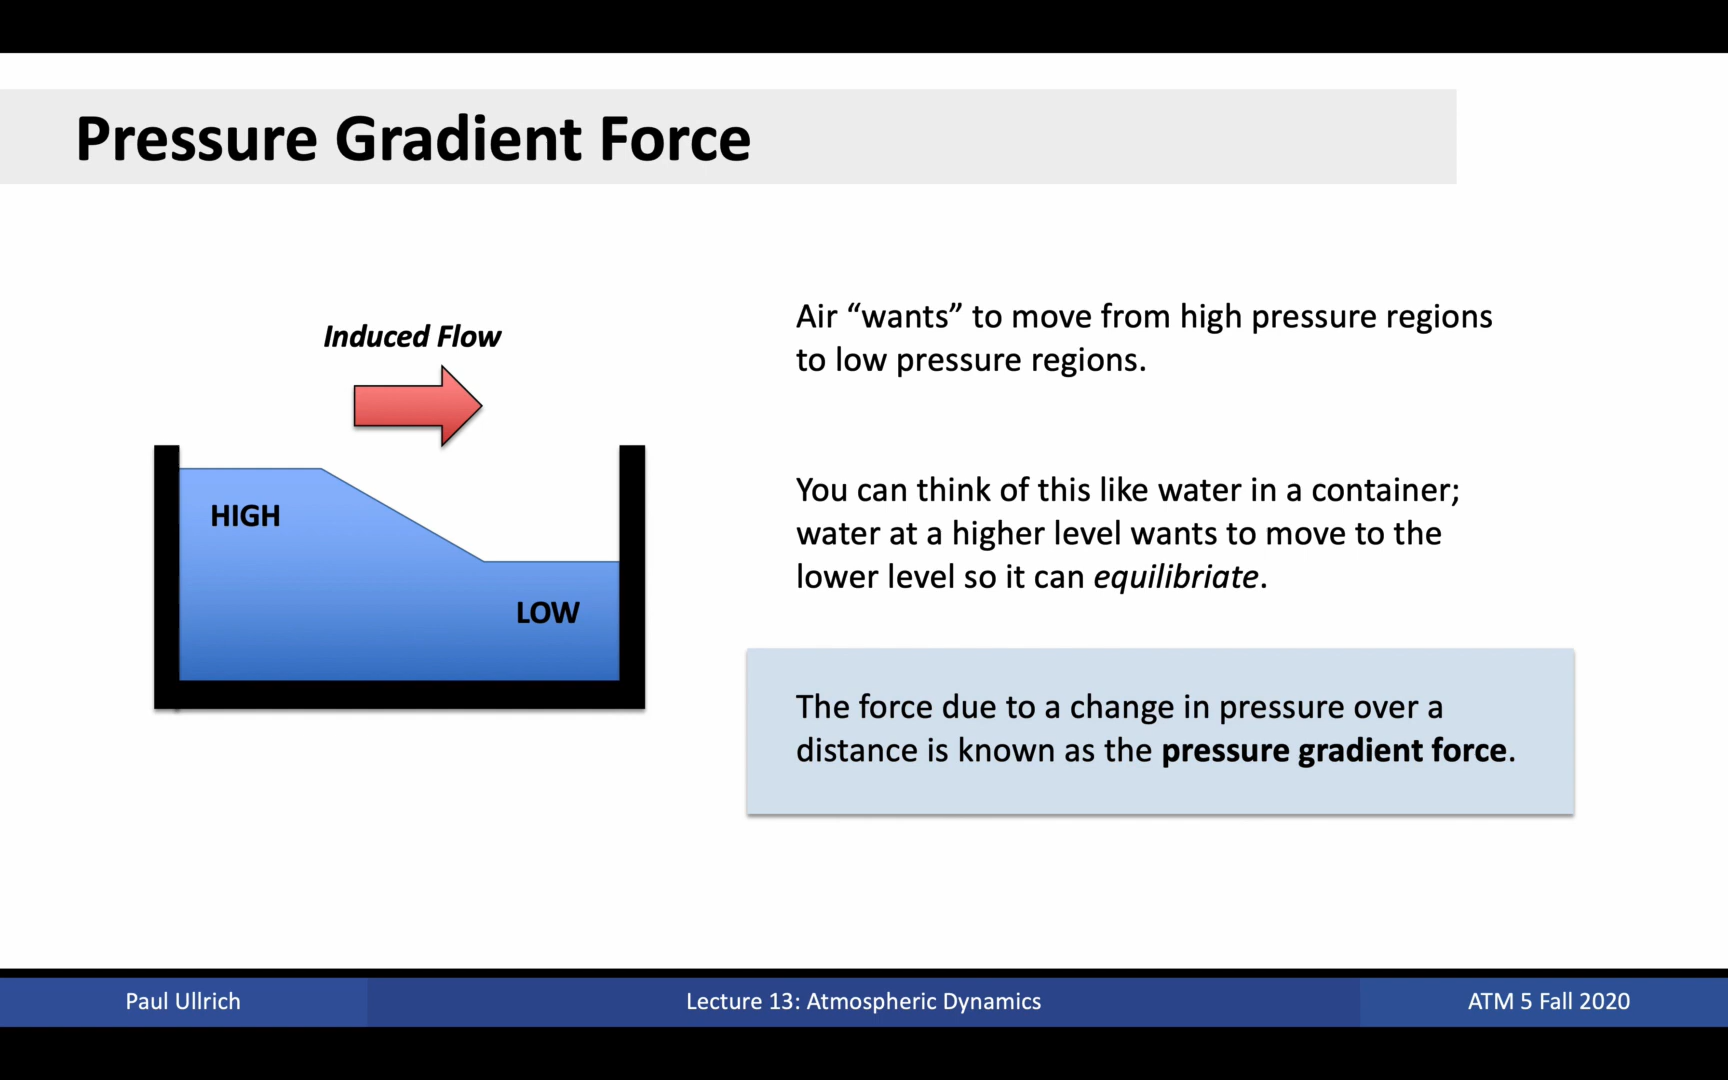 Pressure Gradient Force
Induced Flow
HIGH
LOW
Air “wants” to move from high pressure regions
to low pressure regions.
You can think of this like water in a container;
water at a higher level wants to move to the
lower level so it can equilibriate.
The force due to a change in pressure over a
distance is known as the pressure gradient force.
Paul Ullrich
Lecture 13: Atmospheric Dynamics
ATM 5 Fall 2020